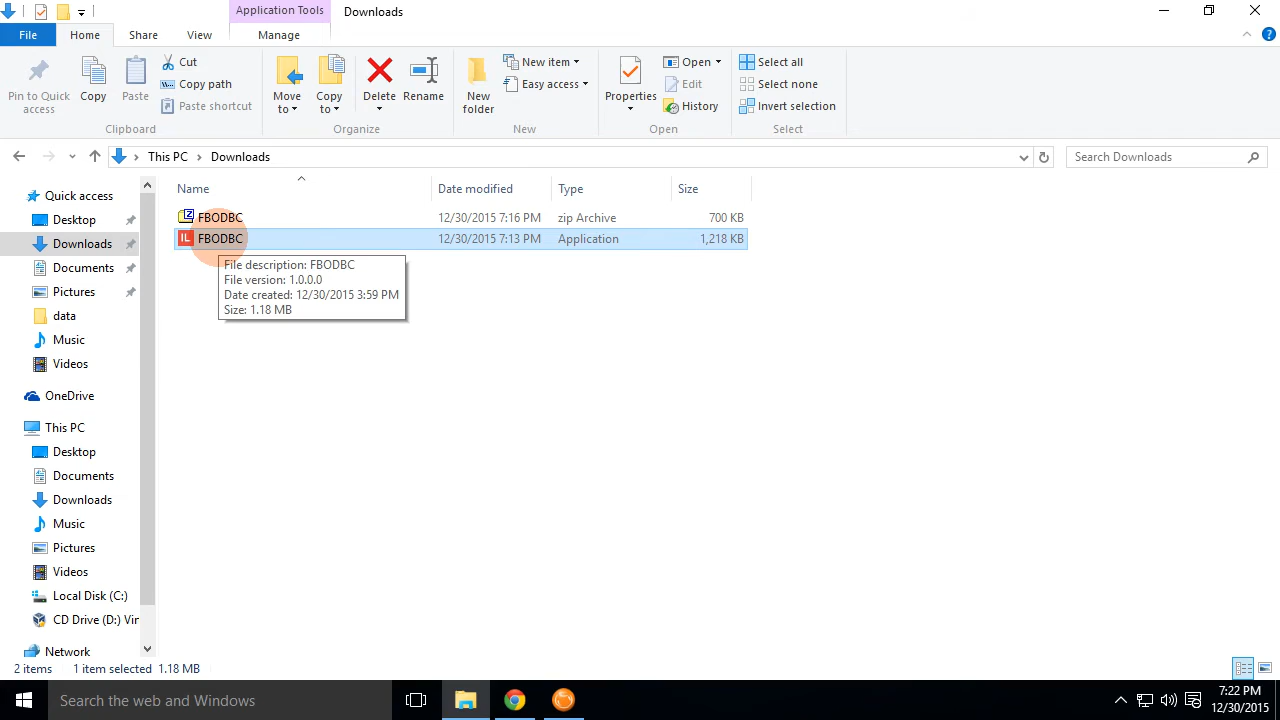 Application Tools
Downloads
File
Home
Share
View
Manage
Pin to Quick access
Copy
Paste
Cut
Copy path
Paste shortcut
Clipboard
Move to
Copy to
Delete
Rename
Organize
New folder
New item
Easy access
New
Properties
Open
Edit
History
Open
Select all
Select none
Invert selection
Select
This PC > Downloads
Search Downloads
Name
Date modified
Type
Size
FBODBC 12/30/2015 7:16 PM zip Archive 700 KB
IL FBODBC 12/30/2015 7:13 PM Application 1,218 KB
File description: FBODBC
File version: 1.0.0.0
Date created: 12/30/2015 3:59 PM
Size: 1.18 MB
Quick access
Desktop
Downloads
Documents
Pictures
data
Music
Videos
OneDrive
This PC
Desktop
Documents
Downloads
Music
Pictures
Videos
Local Disk (C:)
CD Drive (D:) Vir
Network
2 items
1 item selected 1.18 MB
Search the web and Windows
7:22 PM
12/30/2015